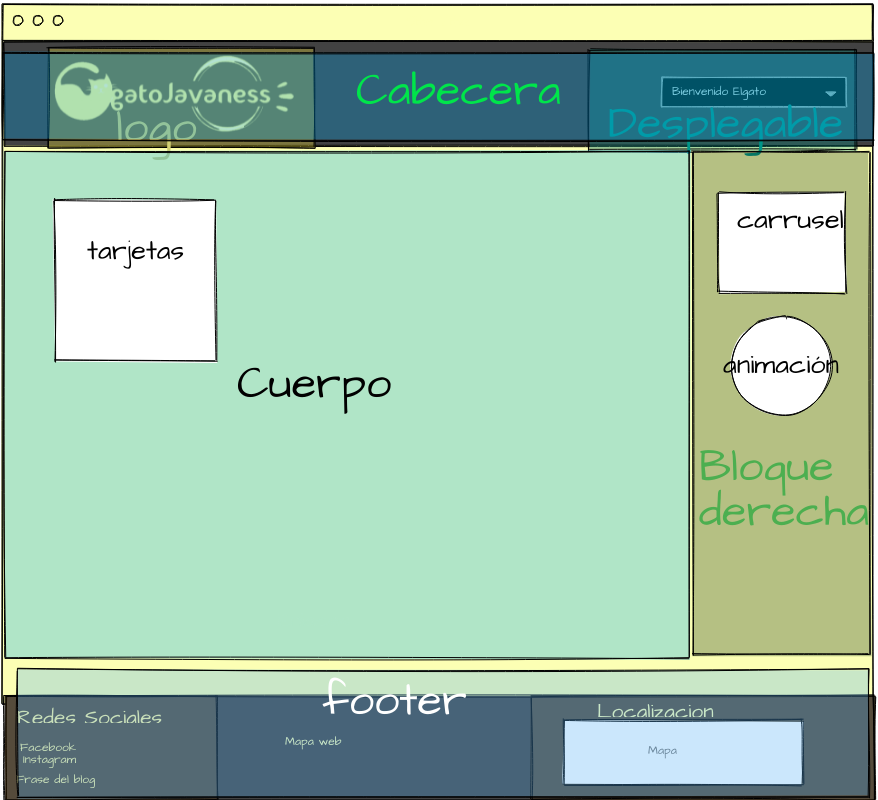 gatoJavaness
logo
Cabecera
Bienvenido Elgato
Desplegable
tarjetas
Cuerpo
carrusel
animación
Bloque
derecha
footer
Redes Sociales
Facebook
Instagram
Frase del blog
Mapa web
Localizacion
Mapa